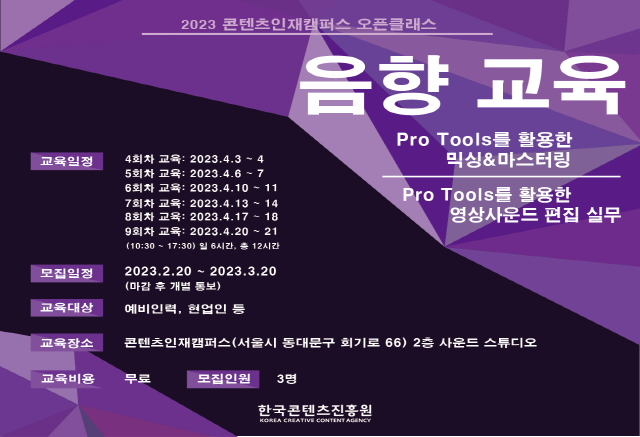 2023 콘텐츠인재캠퍼스 오픈클래스
음향 교육
Pro Tools를 활용한
믹싱&마스터링
Pro Tools를 활용한
영상사운드 편집 실무
교육일정
4회차 교육: 2023.4.3 ~ 4
5회차 교육: 2023.4.6 ~ 7
6회차 교육: 2023.4.10 ~ 11
7회차 교육: 2023.4.13 ~ 14
8회차 교육: 2023.4.17 ~ 18
9회차 교육: 2023.4.20 ~ 21
(10:30 ~ 17:30) 일 6시간, 총 12시간
모집일정
2023.2.20 ~ 2023.3.20
(마감 후 개별 통보)
교육대상
예비인력, 현업인 등
교육장소
콘텐츠인재캠퍼스(서울시 동대문구 회기로 66) 2층 사운드 스튜디오
교육비용
무료
모집인원
3명
한국콘텐츠진흥원
KOREA CREATIVE CONTENT AGENCY